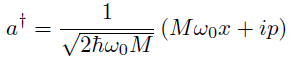 a† = 1/√(2ħω₀M) (Mω₀x + ip)